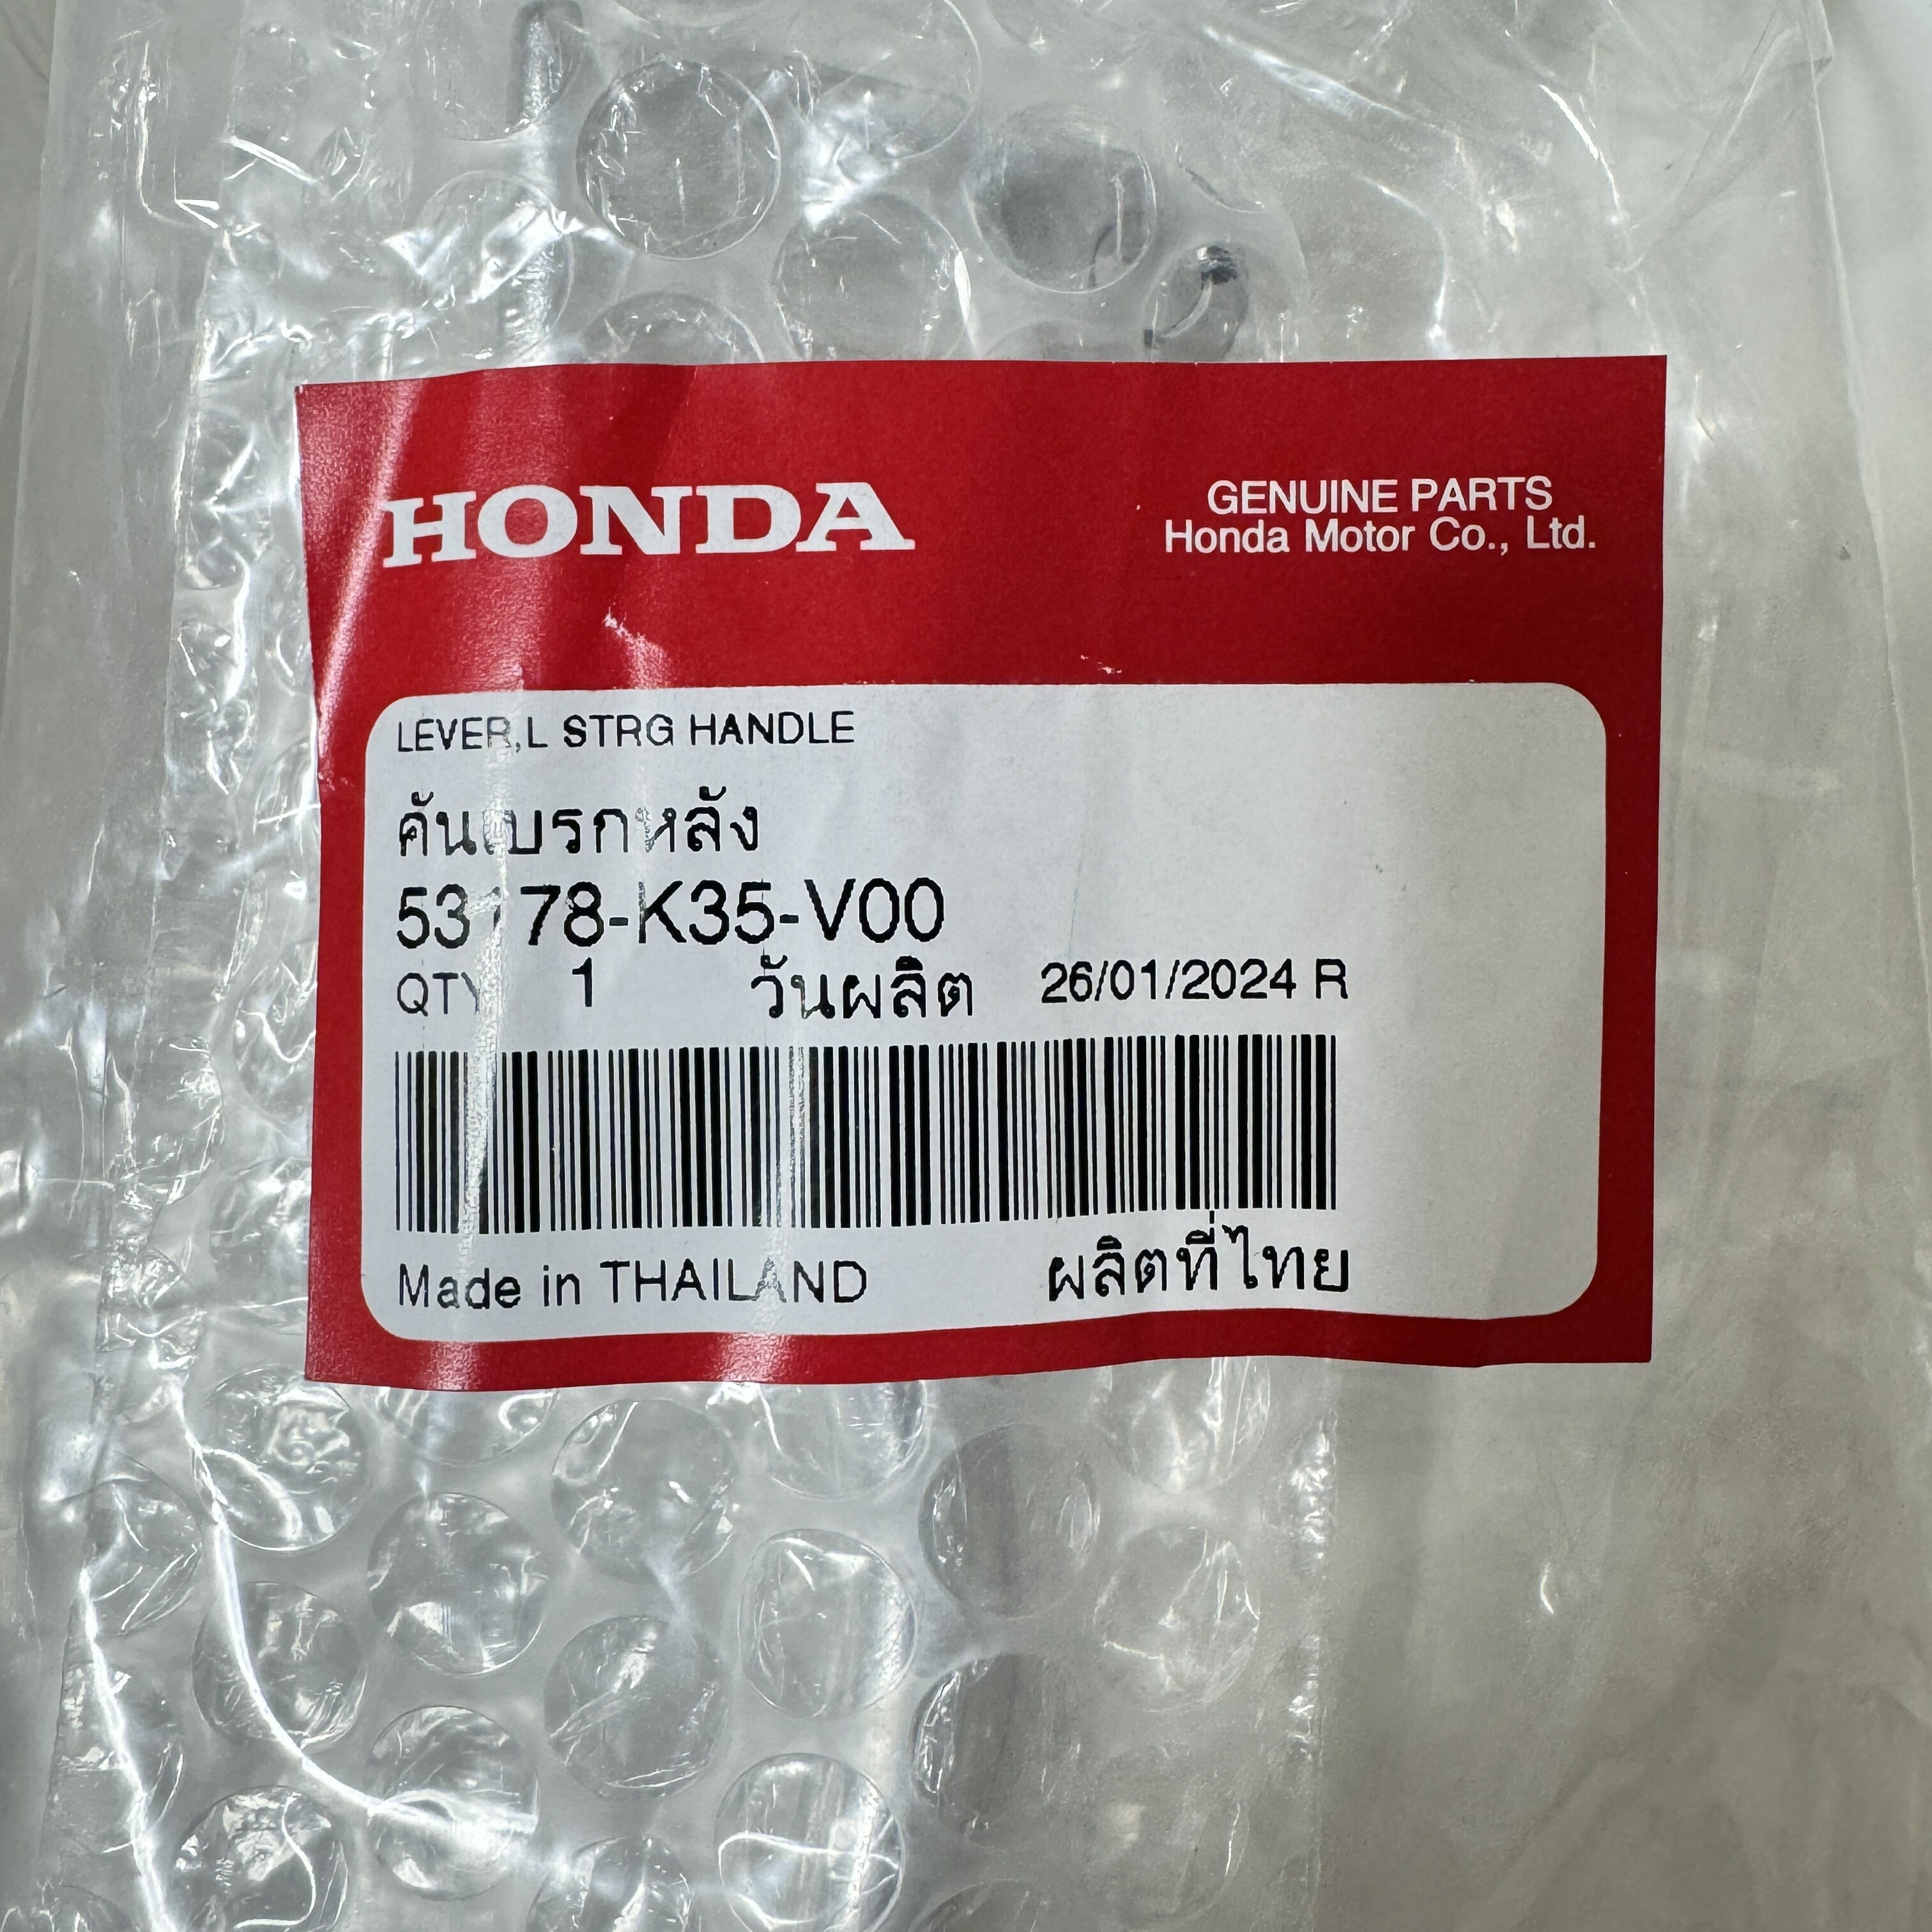 HONDA
GENUINE PARTS
Honda Motor Co., Ltd.
LEVER,L STRG HANDLE
คันเบรกหลัง
53178-K35-V00
QTY 1 วันผลิต 26/01/2024 R
Made in THAILAND ผลิตที่ไทย